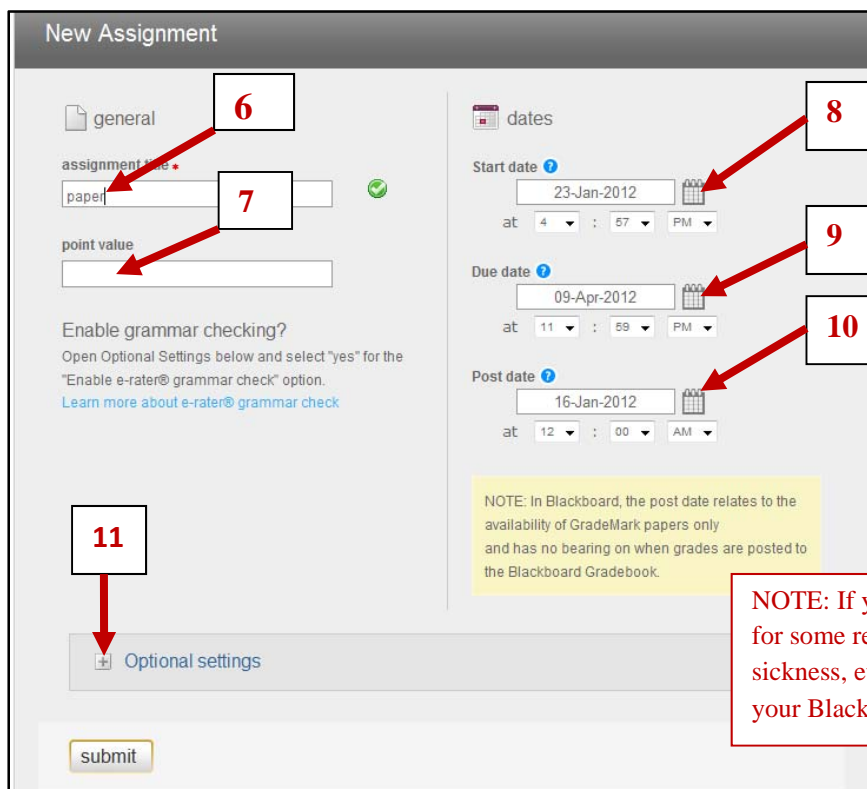 New Assignment
general
6
assignment title *
paper
7
point value
Enable grammar checking?
Open Optional Settings below and select "yes" for the
"Enable e-rater® grammar check" option.
Learn more about e-rater® grammar check
dates
8
Start date ?
23-Jan-2012
at 4 : 57 PM
9
Due date ?
09-Apr-2012
at 11 : 59 PM
10
Post date ?
16-Jan-2012
at 12 : 00 AM
NOTE: In Blackboard, the post date relates to the
availability of GradeMark papers only
and has no bearing on when grades are posted to
the Blackboard Gradebook.
11
+ Optional settings
NOTE: If
for some
sickness,
your
submit